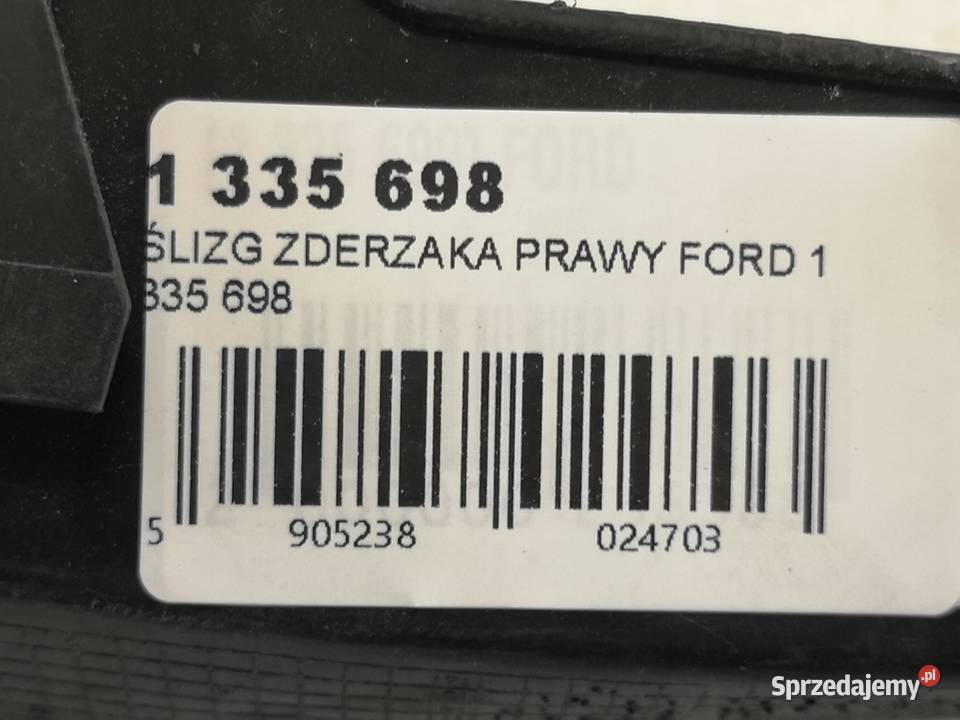 1 335 698
ŚLIZG ZDERZAKA PRAWY FORD 1
335 698
5 905238 024703
Sprzedajemy.pl